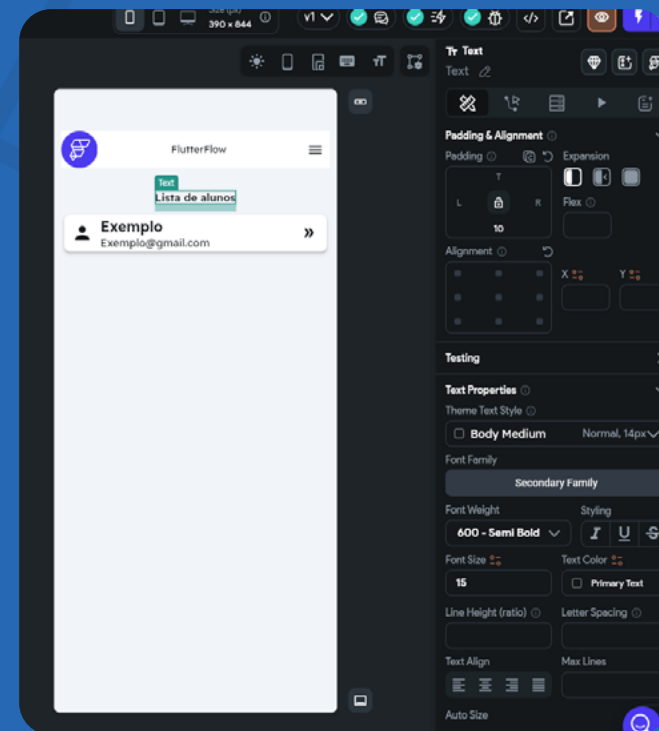 Size (px)
390 × 844
v1
Tr Text
Text
Padding & Alignment
Padding
Expansion
T
L
R
10
Flex
Alignment
X
Y
Testing
Text Properties
Theme Text Style
Body Medium
Normal, 14px
Font Family
Secondary Family
Font Weight
Styling
600 - Semi Bold
I U S
Font Size
Text Color
15
Primary Text
Line Height (ratio)
Letter Spacing
Text Align
Max Lines
Auto Size
FlutterFlow
Text
Lista de alunos
Exemplo
Exemplo@gmail.com